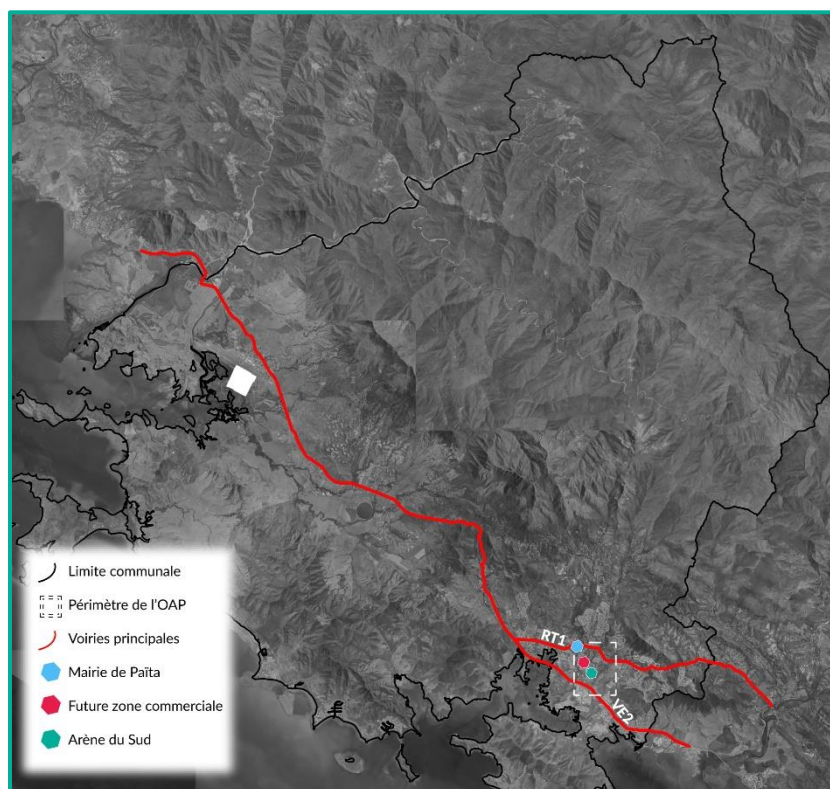 RT1
VE2
Limite communale
Périmètre de l'OAP
Voiries principales
Mairie de Païta
Future zone commerciale
Arène du Sud